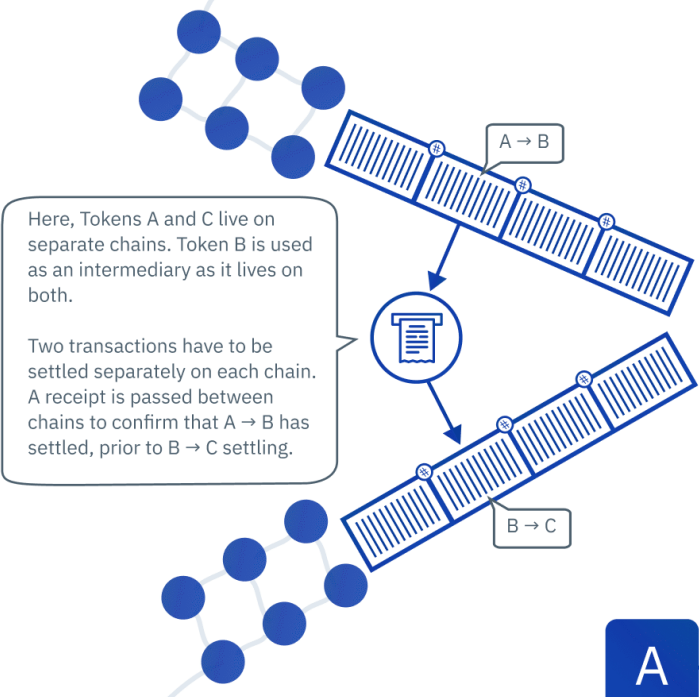 #
A → B
#
#
Here, Tokens A and C live on
separate chains. Token B is used
as an intermediary as it lives on
both.
Two transactions have to be
settled separately on each chain.
A receipt is passed between
chains to confirm that A → B has
settled, prior to B → C settling.
#
#
#
B → C
A